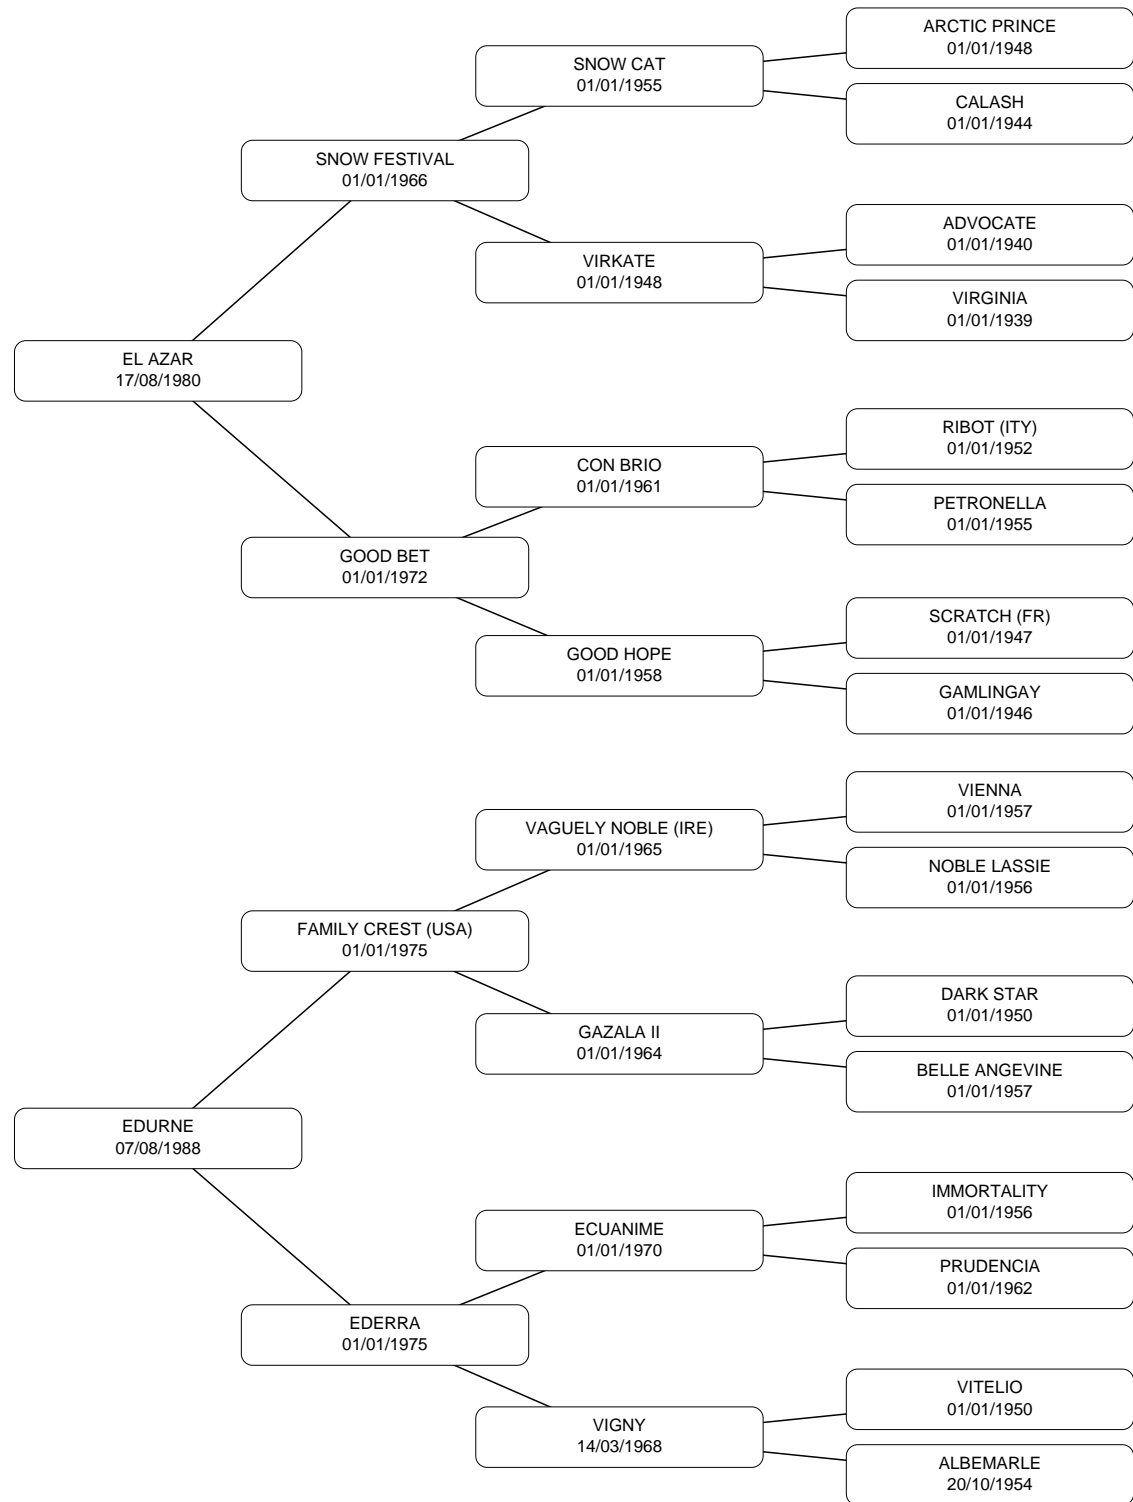 ARCTIC PRINCE
01/01/1948
SNOW CAT
01/01/1955
CALASH
01/01/1944
SNOW FESTIVAL
01/01/1966
ADVOCATE
01/01/1940
VIRKATE
01/01/1948
VIRGINIA
01/01/1939
EL AZAR
17/08/1980
RIBOT (ITY)
01/01/1952
CON BRIO
01/01/1961
PETRONELLA
01/01/1955
GOOD BET
01/01/1972
SCRATCH (FR)
01/01/1947
GOOD HOPE
01/01/1958
GAMLINGAY
01/01/1946
VIENNA
01/01/1957
VAGUELY NOBLE (IRE)
01/01/1965
NOBLE LASSIE
01/01/1956
FAMILY CREST (USA)
01/01/1975
DARK STAR
01/01/1950
GAZALA II
01/01/1964
BELLE ANGEVINE
01/01/1957
EDURNE
07/08/1988
IMMORTALITY
01/01/1956
ECUANIME
01/01/1970
PRUDENCIA
01/01/1962
EDERRA
01/01/1975
VITELIO
01/01/1950
VIGNY
14/03/1968
ALBEMARLE
20/10/1954